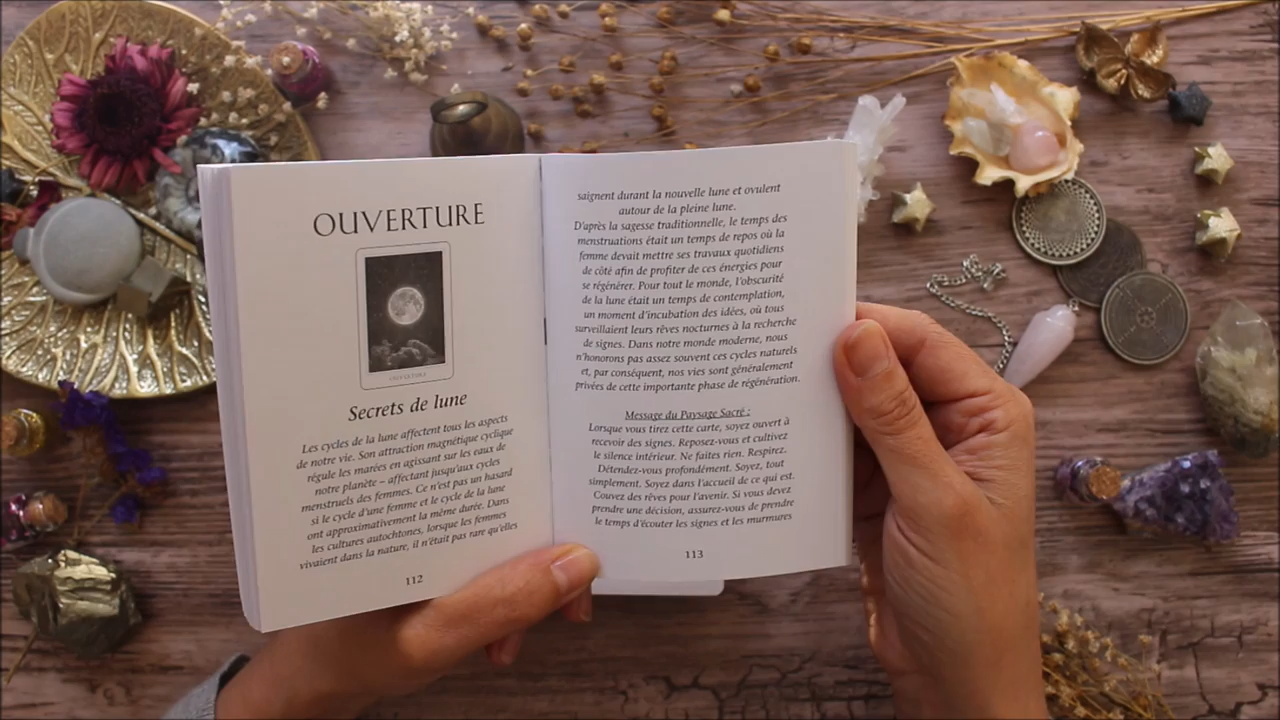 OUVERTURE
OUVERTURE
Secrets de lune
Les cycles de la lune affectent tous les aspects
de notre vie. Son attraction magnétique cyclique
régule les marées en agissant sur les eaux de
notre planète – affectant jusqu'aux cycles
menstruels des femmes. Ce n'est pas un hasard
si le cycle d'une femme et le cycle de la lune
ont approximativement la même durée. Dans
les cultures autochtones, lorsque les femmes
vivaient dans la nature, il n'était pas rare qu'elles
112
saignent durant la nouvelle lune et ovulent
autour de la pleine lune.
D'après la sagesse traditionnelle, le temps des
menstruations était un temps de repos où la
femme devait mettre ses travaux quotidiens
de côté afin de profiter de ces énergies pour
se régénérer. Pour tout le monde, l'obscurité
de la lune était un temps de contemplation,
un moment d'incubation des idées, où tous
surveillaient leurs rêves nocturnes à la recherche
de signes. Dans notre monde moderne, nous
n'honorons pas assez souvent ces cycles naturels
et, par conséquent, nos vies sont généralement
privées de cette importante phase de régénération.
Message du Paysage Sacré :
Lorsque vous tirez cette carte, soyez ouvert à
recevoir des signes. Reposez-vous et cultivez
le silence intérieur. Ne faites rien. Respirez.
Détendez-vous profondément. Soyez, tout
simplement. Soyez dans l'accueil de ce qui est.
Couvez des rêves pour l'avenir. Si vous devez
prendre une décision, assurez-vous de prendre
le temps d'écouter les signes et les murmures
113